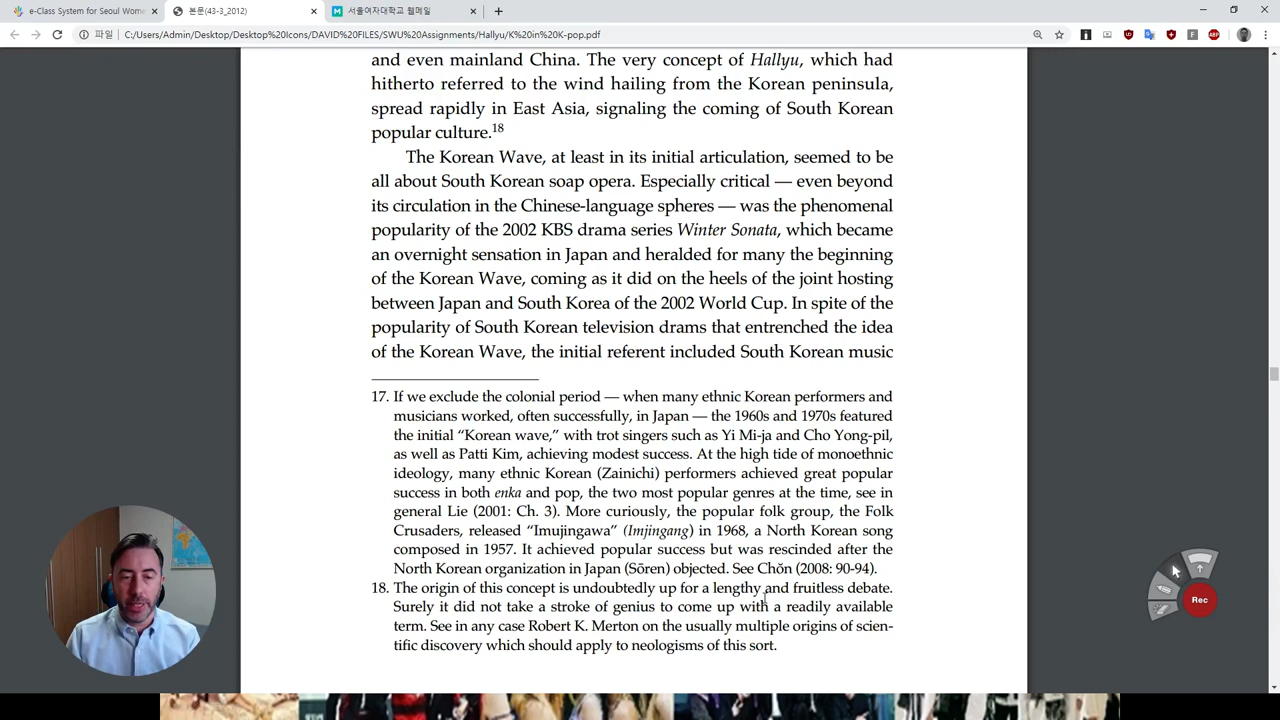 e-Class System for Seoul Wome
본문(43-3_2012)
서울여자대학교 웹메일
파일
C:/Users/Admin/Desktop/Desktop%20Icons/DAVID%20FILES/SWU%20Assignments/Hallyu/K%20in%20K-pop.pdf
and even mainland China. The very concept of Hallyu, which had
hitherto referred to the wind hailing from the Korean peninsula,
spread rapidly in East Asia, signaling the coming of South Korean
popular culture.18
The Korean Wave, at least in its initial articulation, seemed to be
all about South Korean soap opera. Especially critical — even beyond
its circulation in the Chinese-language spheres — was the phenomenal
popularity of the 2002 KBS drama series Winter Sonata, which became
an overnight sensation in Japan and heralded for many the beginning
of the Korean Wave, coming as it did on the heels of the joint hosting
between Japan and South Korea of the 2002 World Cup. In spite of the
popularity of South Korean television drams that entrenched the idea
of the Korean Wave, the initial referent included South Korean music
17. If we exclude the colonial period — when many ethnic Korean performers and
musicians worked, often successfully, in Japan — the 1960s and 1970s featured
the initial “Korean wave,” with trot singers such as Yi Mi-ja and Cho Yong-pil,
as well as Patti Kim, achieving modest success. At the high tide of monoethnic
ideology, many ethnic Korean (Zainichi) performers achieved great popular
success in both enka and pop, the two most popular genres at the time, see in
general Lie (2001: Ch. 3). More curiously, the popular folk group, the Folk
Crusaders, released “Imujingawa” (Imjingang) in 1968, a North Korean song
composed in 1957. It achieved popular success but was rescinded after the
North Korean organization in Japan (Sōren) objected. See Chŏn (2008: 90-94).
18. The origin of this concept is undoubtedly up for a lengthy and fruitless debate.
Surely it did not take a stroke of genius to come up with a readily available
term. See in any case Robert K. Merton on the usually multiple origins of scien-
tific discovery which should apply to neologisms of this sort.
Rec